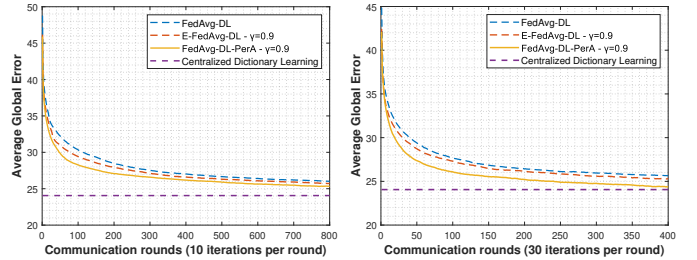 50
45
40
35
30
25
20
0
100
200
300
400
500
600
700
800
Average Global Error
Communication rounds (10 iterations per round)
FedAvg-DL
E-FedAvg-DL - γ=0.9
FedAvg-DL-PerA - γ=0.9
Centralized Dictionary Learning
45
40
35
30
25
20
0
50
100
150
200
250
300
350
400
Average Global Error
Communication rounds (30 iterations per round)
FedAvg-DL
E-FedAvg-DL - γ=0.9
FedAvg-DL-PerA - γ=0.9
Centralized Dictionary Learning